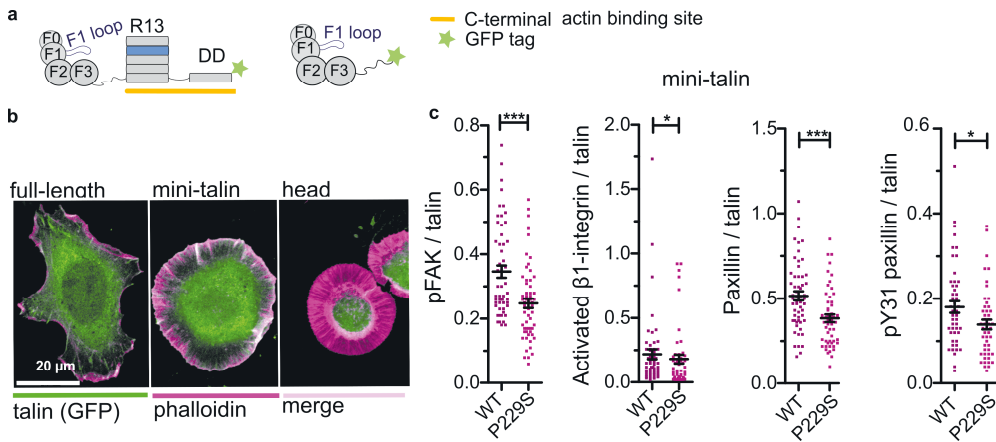 a
F0
F1
F1 loop
F2
F3
R13
DD
F0
F1
F1 loop
F2
F3
C-terminal actin binding site
GFP tag
mini-talin
b
full-length
mini-talin
head
20 µm
talin (GFP)
phalloidin
merge
c
pFAK / talin
0.8
0.6
0.4
0.2
0.0
***
WT
P229S
Activated β1-integrin / talin
2.0
1.5
1.0
0.5
0.0
*
WT
P229S
Paxillin / talin
1.5
1.0
0.5
0.0
***
WT
P229S
pY31 paxillin / talin
0.6
0.4
0.2
0.0
*
WT
P229S